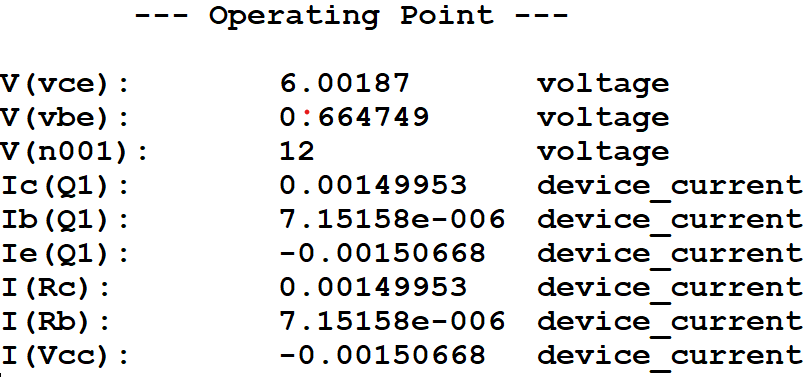 --- Operating Point ---
V(vce): 6.00187 voltage
V(vbe): 0:664749 voltage
V(n001): 12 voltage
Ic(Q1): 0.00149953 device_current
Ib(Q1): 7.15158e-006 device_current
Ie(Q1): -0.00150668 device_current
I(Rc): 0.00149953 device_current
I(Rb): 7.15158e-006 device_current
I(Vcc): -0.00150668 device_current